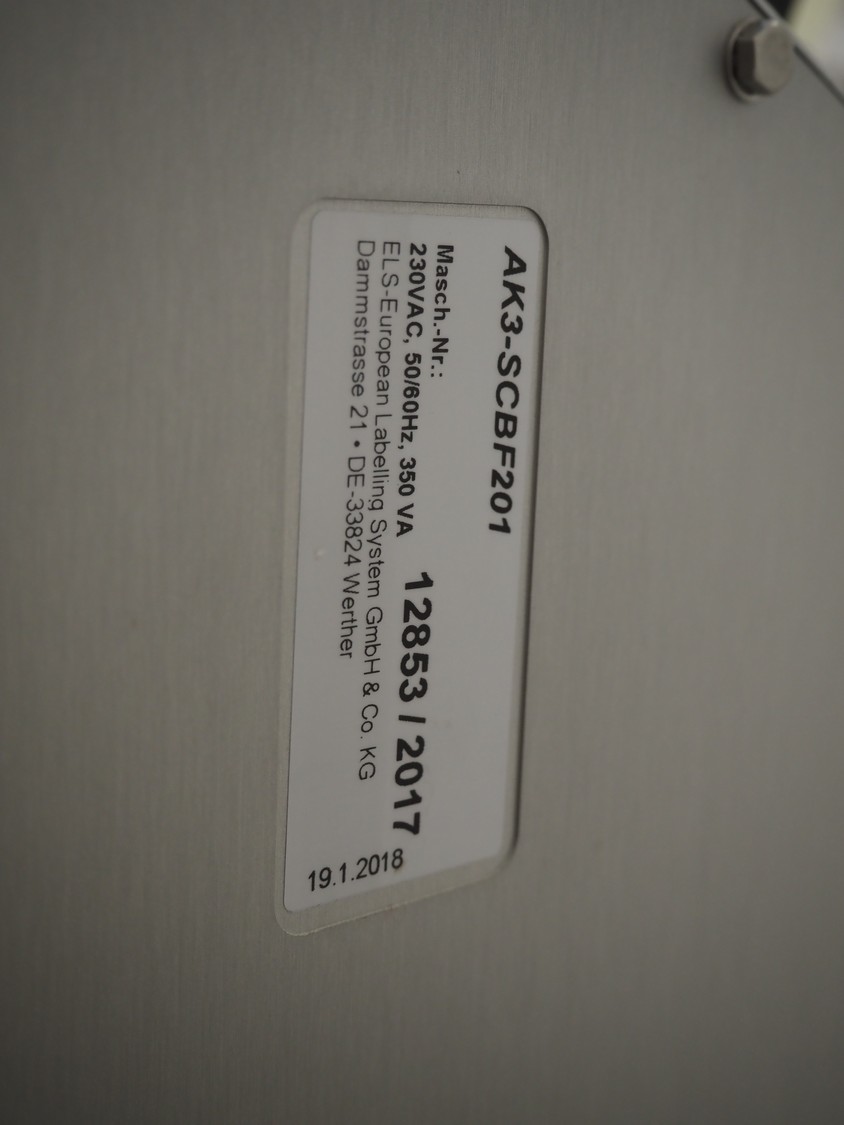 AK3-SCBF201
Masch.-Nr.: 12853 / 2017
230VAC, 50/60Hz, 350 VA
ELS-European Labelling System GmbH & Co. KG
Dammstrasse 21 • DE-33824 Werther
19.1.2018